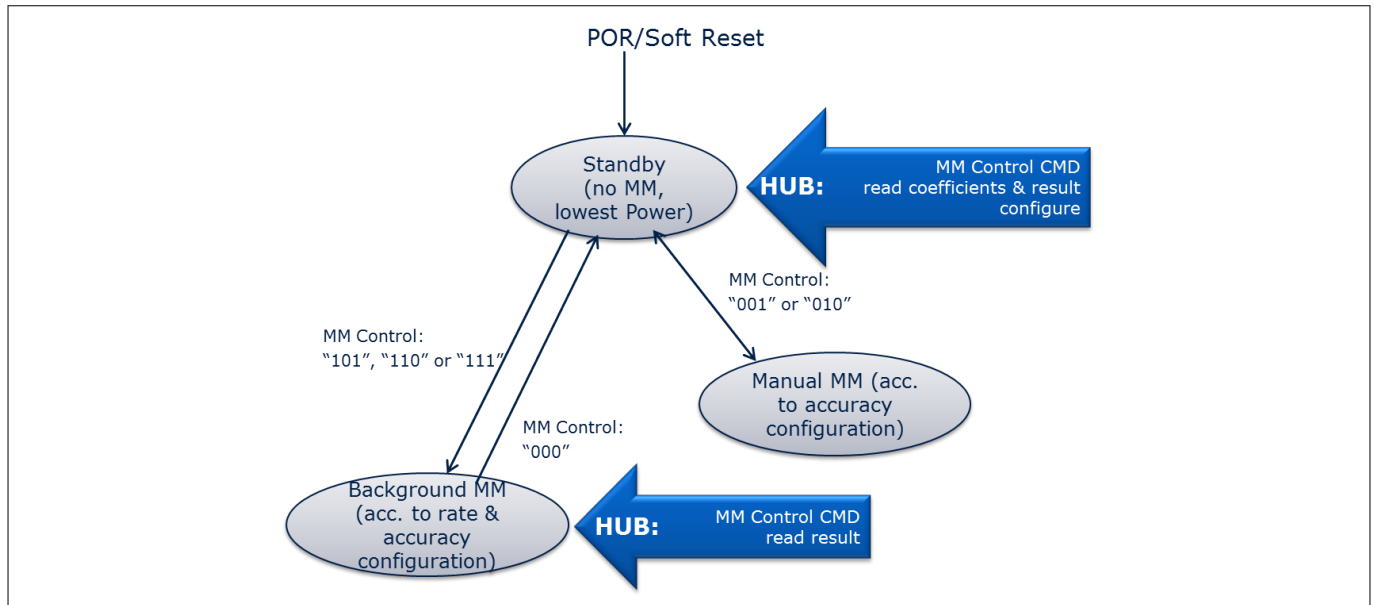 POR/Soft Reset
Standby
(no MM,
lowest Power)
HUB:
MM Control CMD
read coefficients & result
configure
MM Control:
“001” or “010”
MM Control:
“101”, “110” or “111”
Manual MM (acc.
to accuracy
configuration)
MM Control:
“000”
Background MM
(acc. to rate &
accuracy
configuration)
HUB:
MM Control CMD
read result